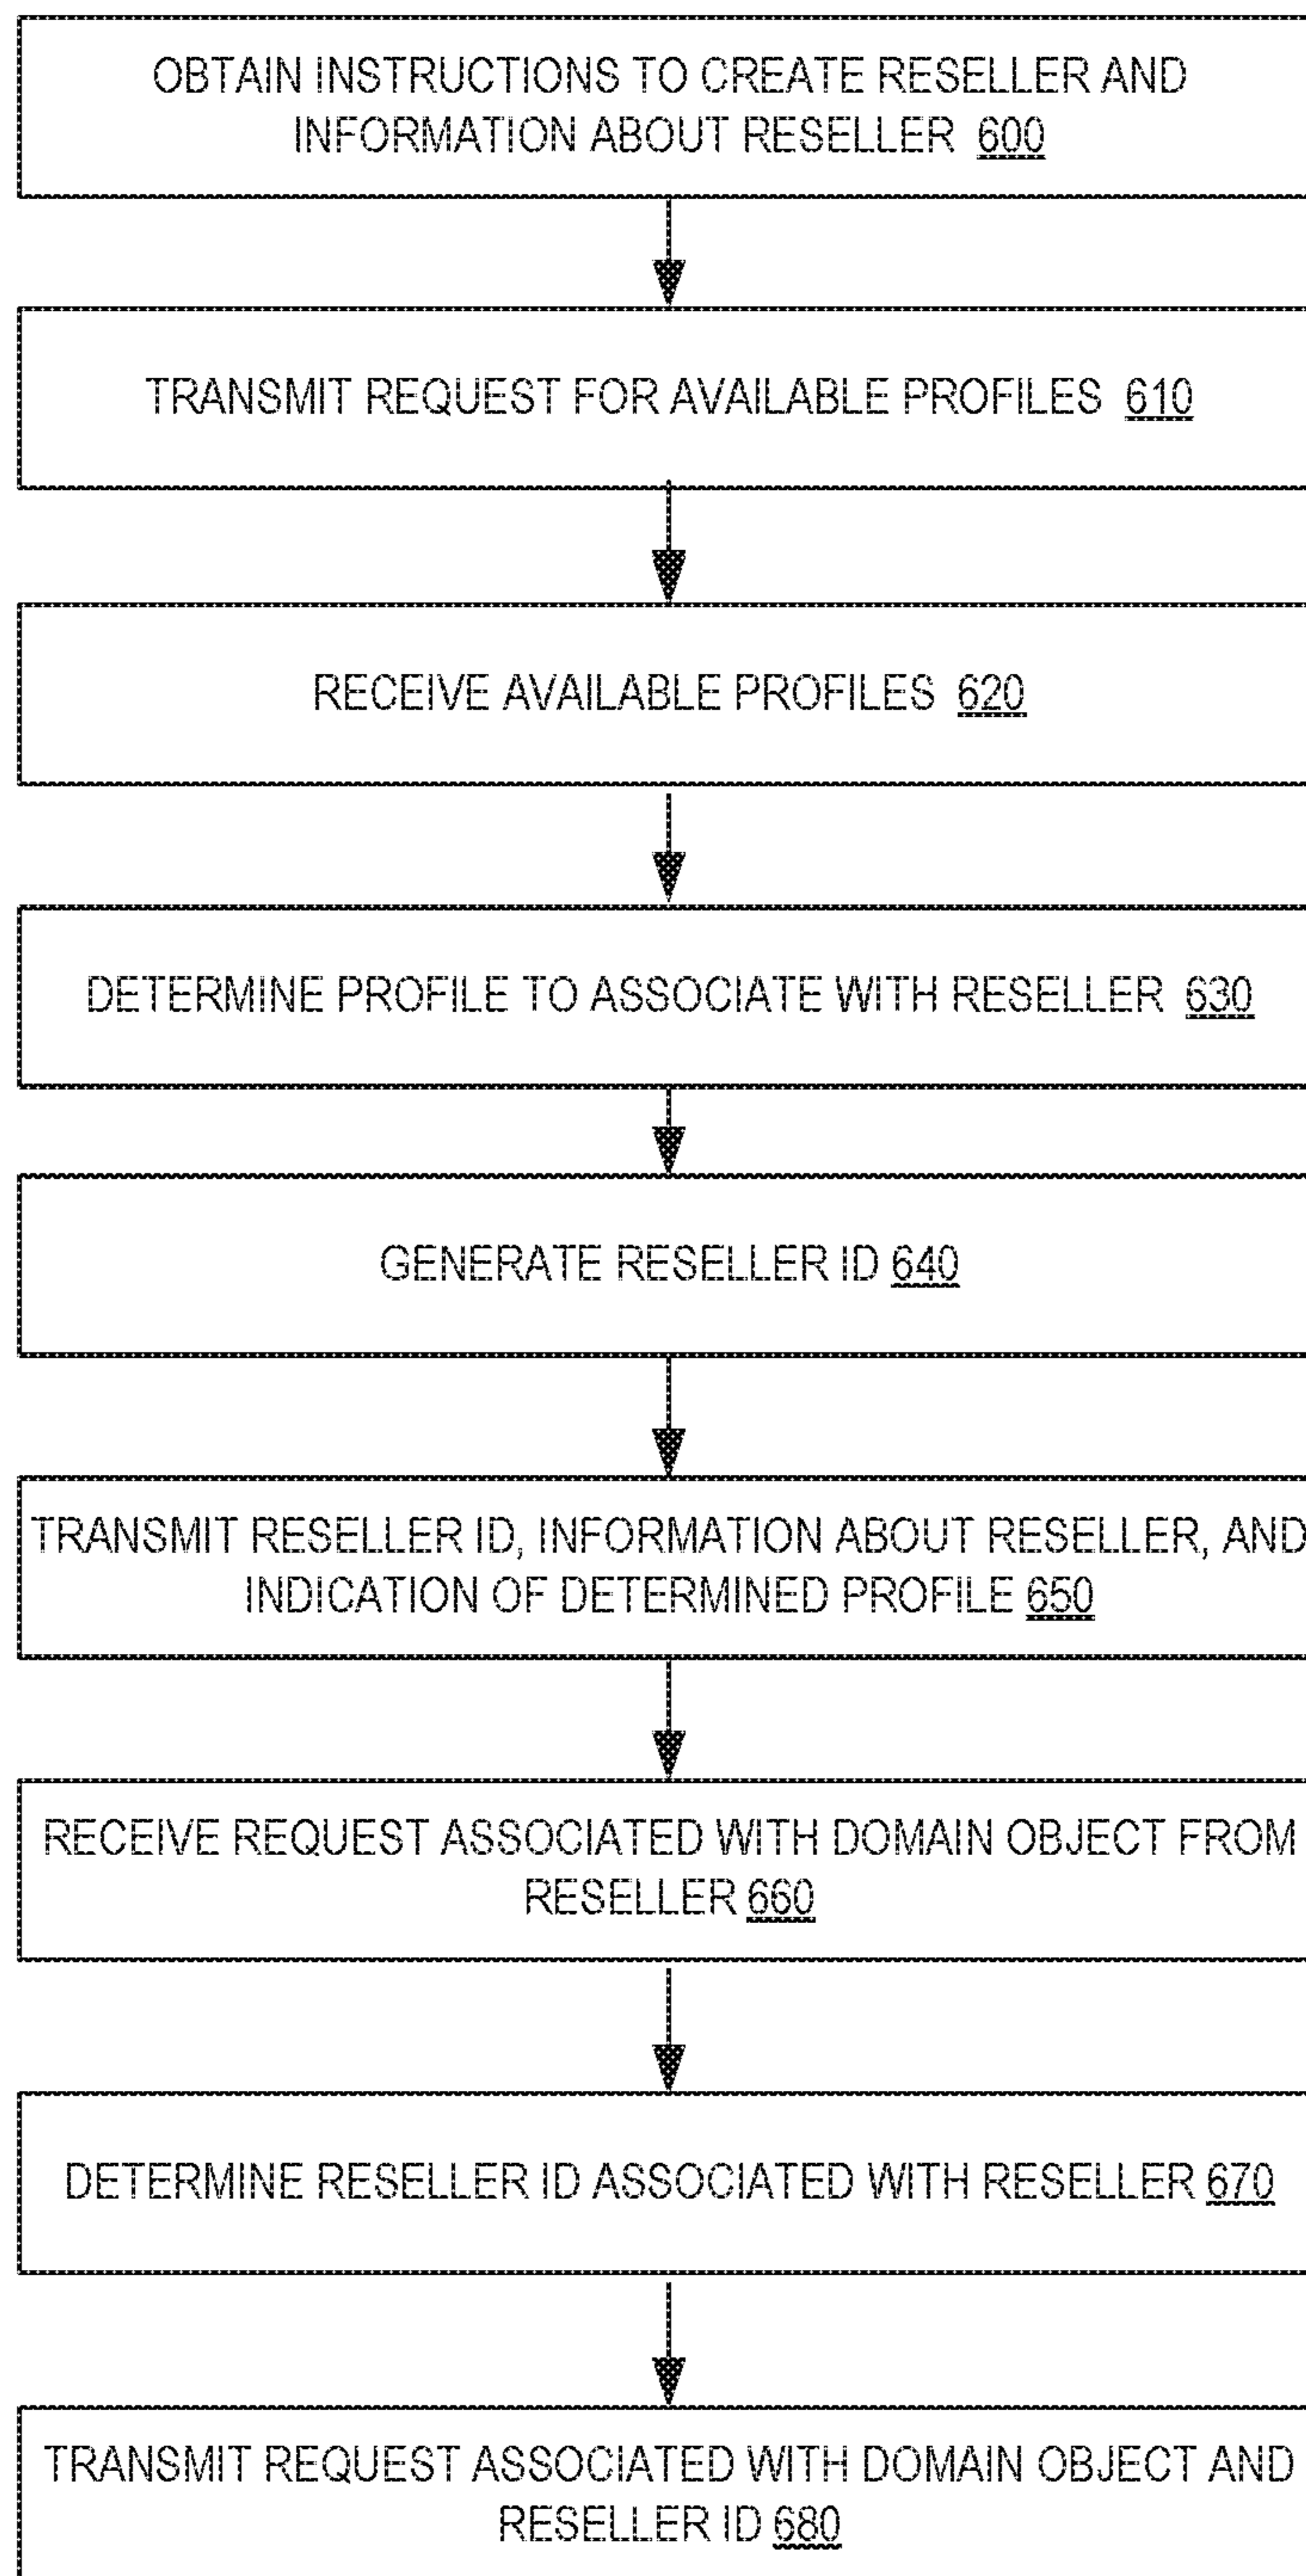 OBTAIN INSTRUCTIONS TO CREATE RESELLER AND
INFORMATION ABOUT RESELLER 600
TRANSMIT REQUEST FOR AVAILABLE PROFILES 610
RECEIVE AVAILABLE PROFILES 620
DETERMINE PROFILE TO ASSOCIATE WITH RESELLER 630
GENERATE RESELLER ID 640
TRANSMIT RESELLER ID, INFORMATION ABOUT RESELLER, AND
INDICATION OF DETERMINED PROFILE 650
RECEIVE REQUEST ASSOCIATED WITH DOMAIN OBJECT FROM
RESELLER 660
DETERMINE RESELLER ID ASSOCIATED WITH RESELLER 670
TRANSMIT REQUEST ASSOCIATED WITH DOMAIN OBJECT AND
RESELLER ID 680